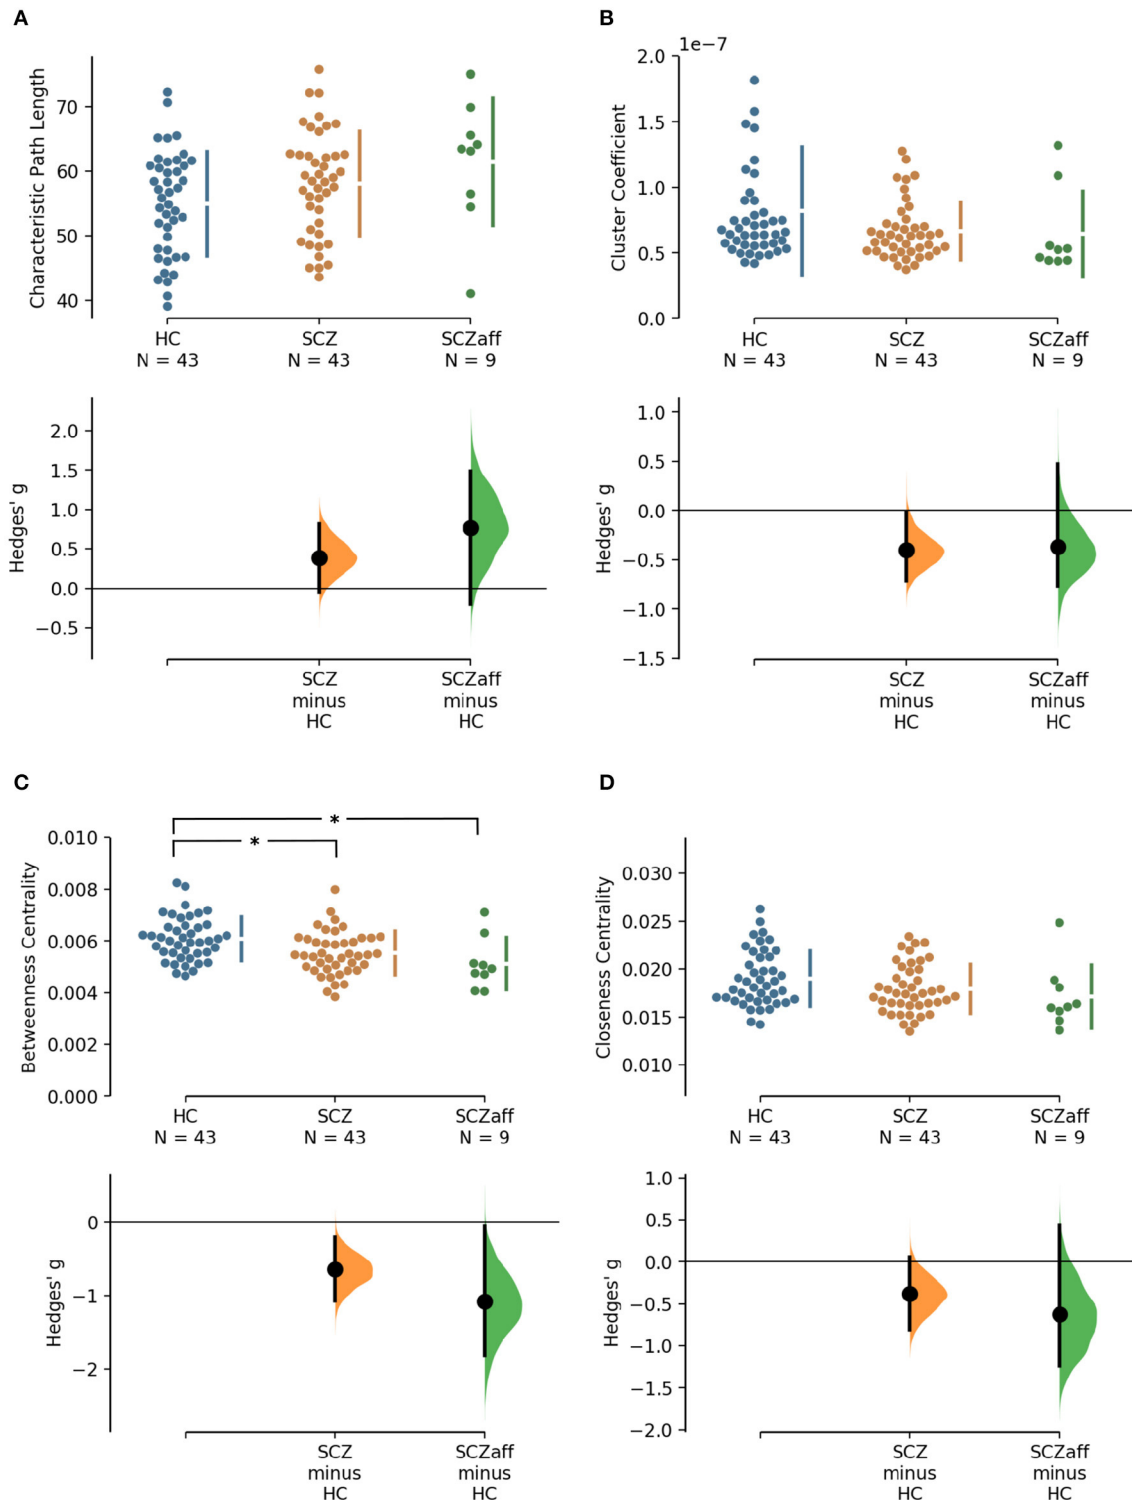 A
Characteristic Path Length
70
60
50
40
HC
N = 43
SCZ
N = 43
SCZaff
N = 9
Hedges' g
2.0
1.5
1.0
0.5
0.0
−0.5
SCZ
minus
HC
SCZaff
minus
HC
B
1e−7
Cluster Coefficient
2.0
1.5
1.0
0.5
0.0
HC
N = 43
SCZ
N = 43
SCZaff
N = 9
Hedges' g
1.0
0.5
0.0
−0.5
−1.0
−1.5
SCZ
minus
HC
SCZaff
minus
HC
C
*
*
Betweenness Centrality
0.010
0.008
0.006
0.004
0.002
0.000
HC
N = 43
SCZ
N = 43
SCZaff
N = 9
Hedges' g
0
−1
−2
SCZ
minus
HC
SCZaff
minus
HC
D
Closeness Centrality
0.030
0.025
0.020
0.015
0.010
HC
N = 43
SCZ
N = 43
SCZaff
N = 9
Hedges' g
1.0
0.5
0.0
−0.5
−1.0
−1.5
−2.0
SCZ
minus
HC
SCZaff
minus
HC